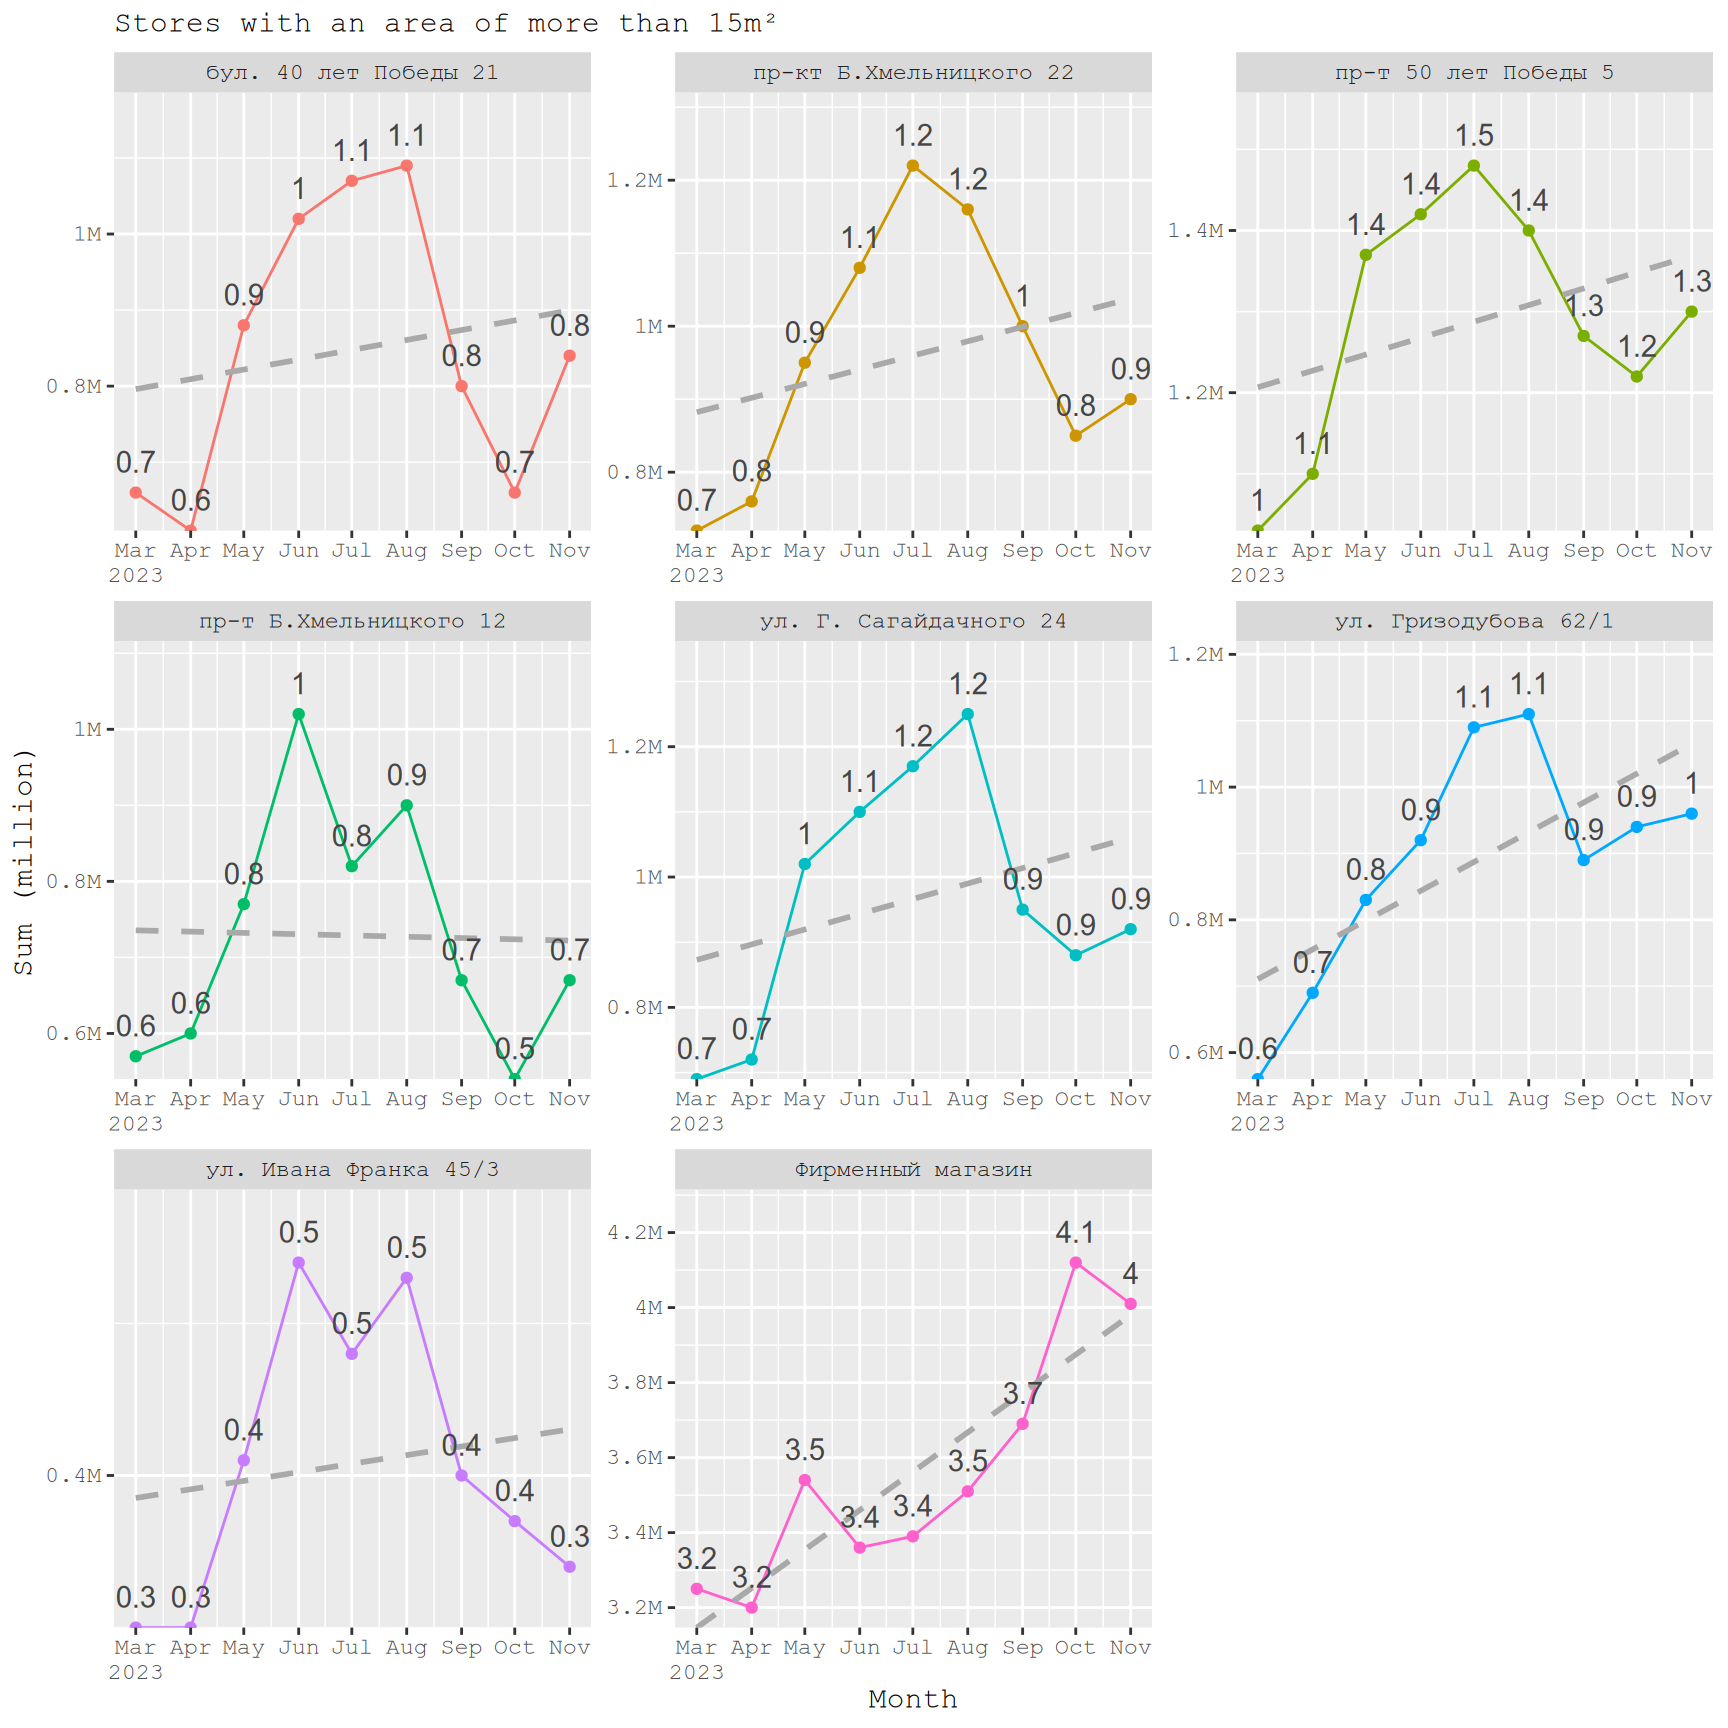 Stores with an area of more than 15m²
бул. 40 лет Победы 21
пр-кт Б.Хмельницкого 22
пр-т 50 лет Победы 5
1M
0.8M
0.7
0.6
0.9
1
1.1
1.1
0.8
0.7
0.8
Mar Apr May Jun Jul Aug Sep Oct Nov
2023
1.2M
1M
0.8M
0.7
0.8
0.9
1.1
1.2
1.2
1
0.8
0.9
Mar Apr May Jun Jul Aug Sep Oct Nov
2023
1.4M
1.2M
1
1.1
1.4
1.4
1.5
1.4
1.3
1.2
1.3
Mar Apr May Jun Jul Aug Sep Oct Nov
2023
Sum (million)
пр-т Б.Хмельницкого 12
ул. Г. Сагайдачного 24
ул. Гризодубова 62/1
1M
0.8M
0.6M
0.6
0.6
0.8
1
0.8
0.9
0.7
0.5
0.7
Mar Apr May Jun Jul Aug Sep Oct Nov
2023
1.2M
1M
0.8M
0.7
0.7
1
1.1
1.2
1.2
0.9
0.9
0.9
Mar Apr May Jun Jul Aug Sep Oct Nov
2023
1.2M
1M
0.8M
0.6M
0.6
0.7
0.8
0.9
1.1
1.1
0.9
0.9
1
Mar Apr May Jun Jul Aug Sep Oct Nov
2023
ул. Ивана Франка 45/3
Фирменный магазин
0.4M
0.3
0.3
0.4
0.5
0.5
0.5
0.4
0.4
0.3
Mar Apr May Jun Jul Aug Sep Oct Nov
2023
4.2M
4M
3.8M
3.6M
3.4M
3.2M
3.2
3.2
3.5
3.4
3.4
3.5
3.7
4.1
4
Mar Apr May Jun Jul Aug Sep Oct Nov
2023
Month